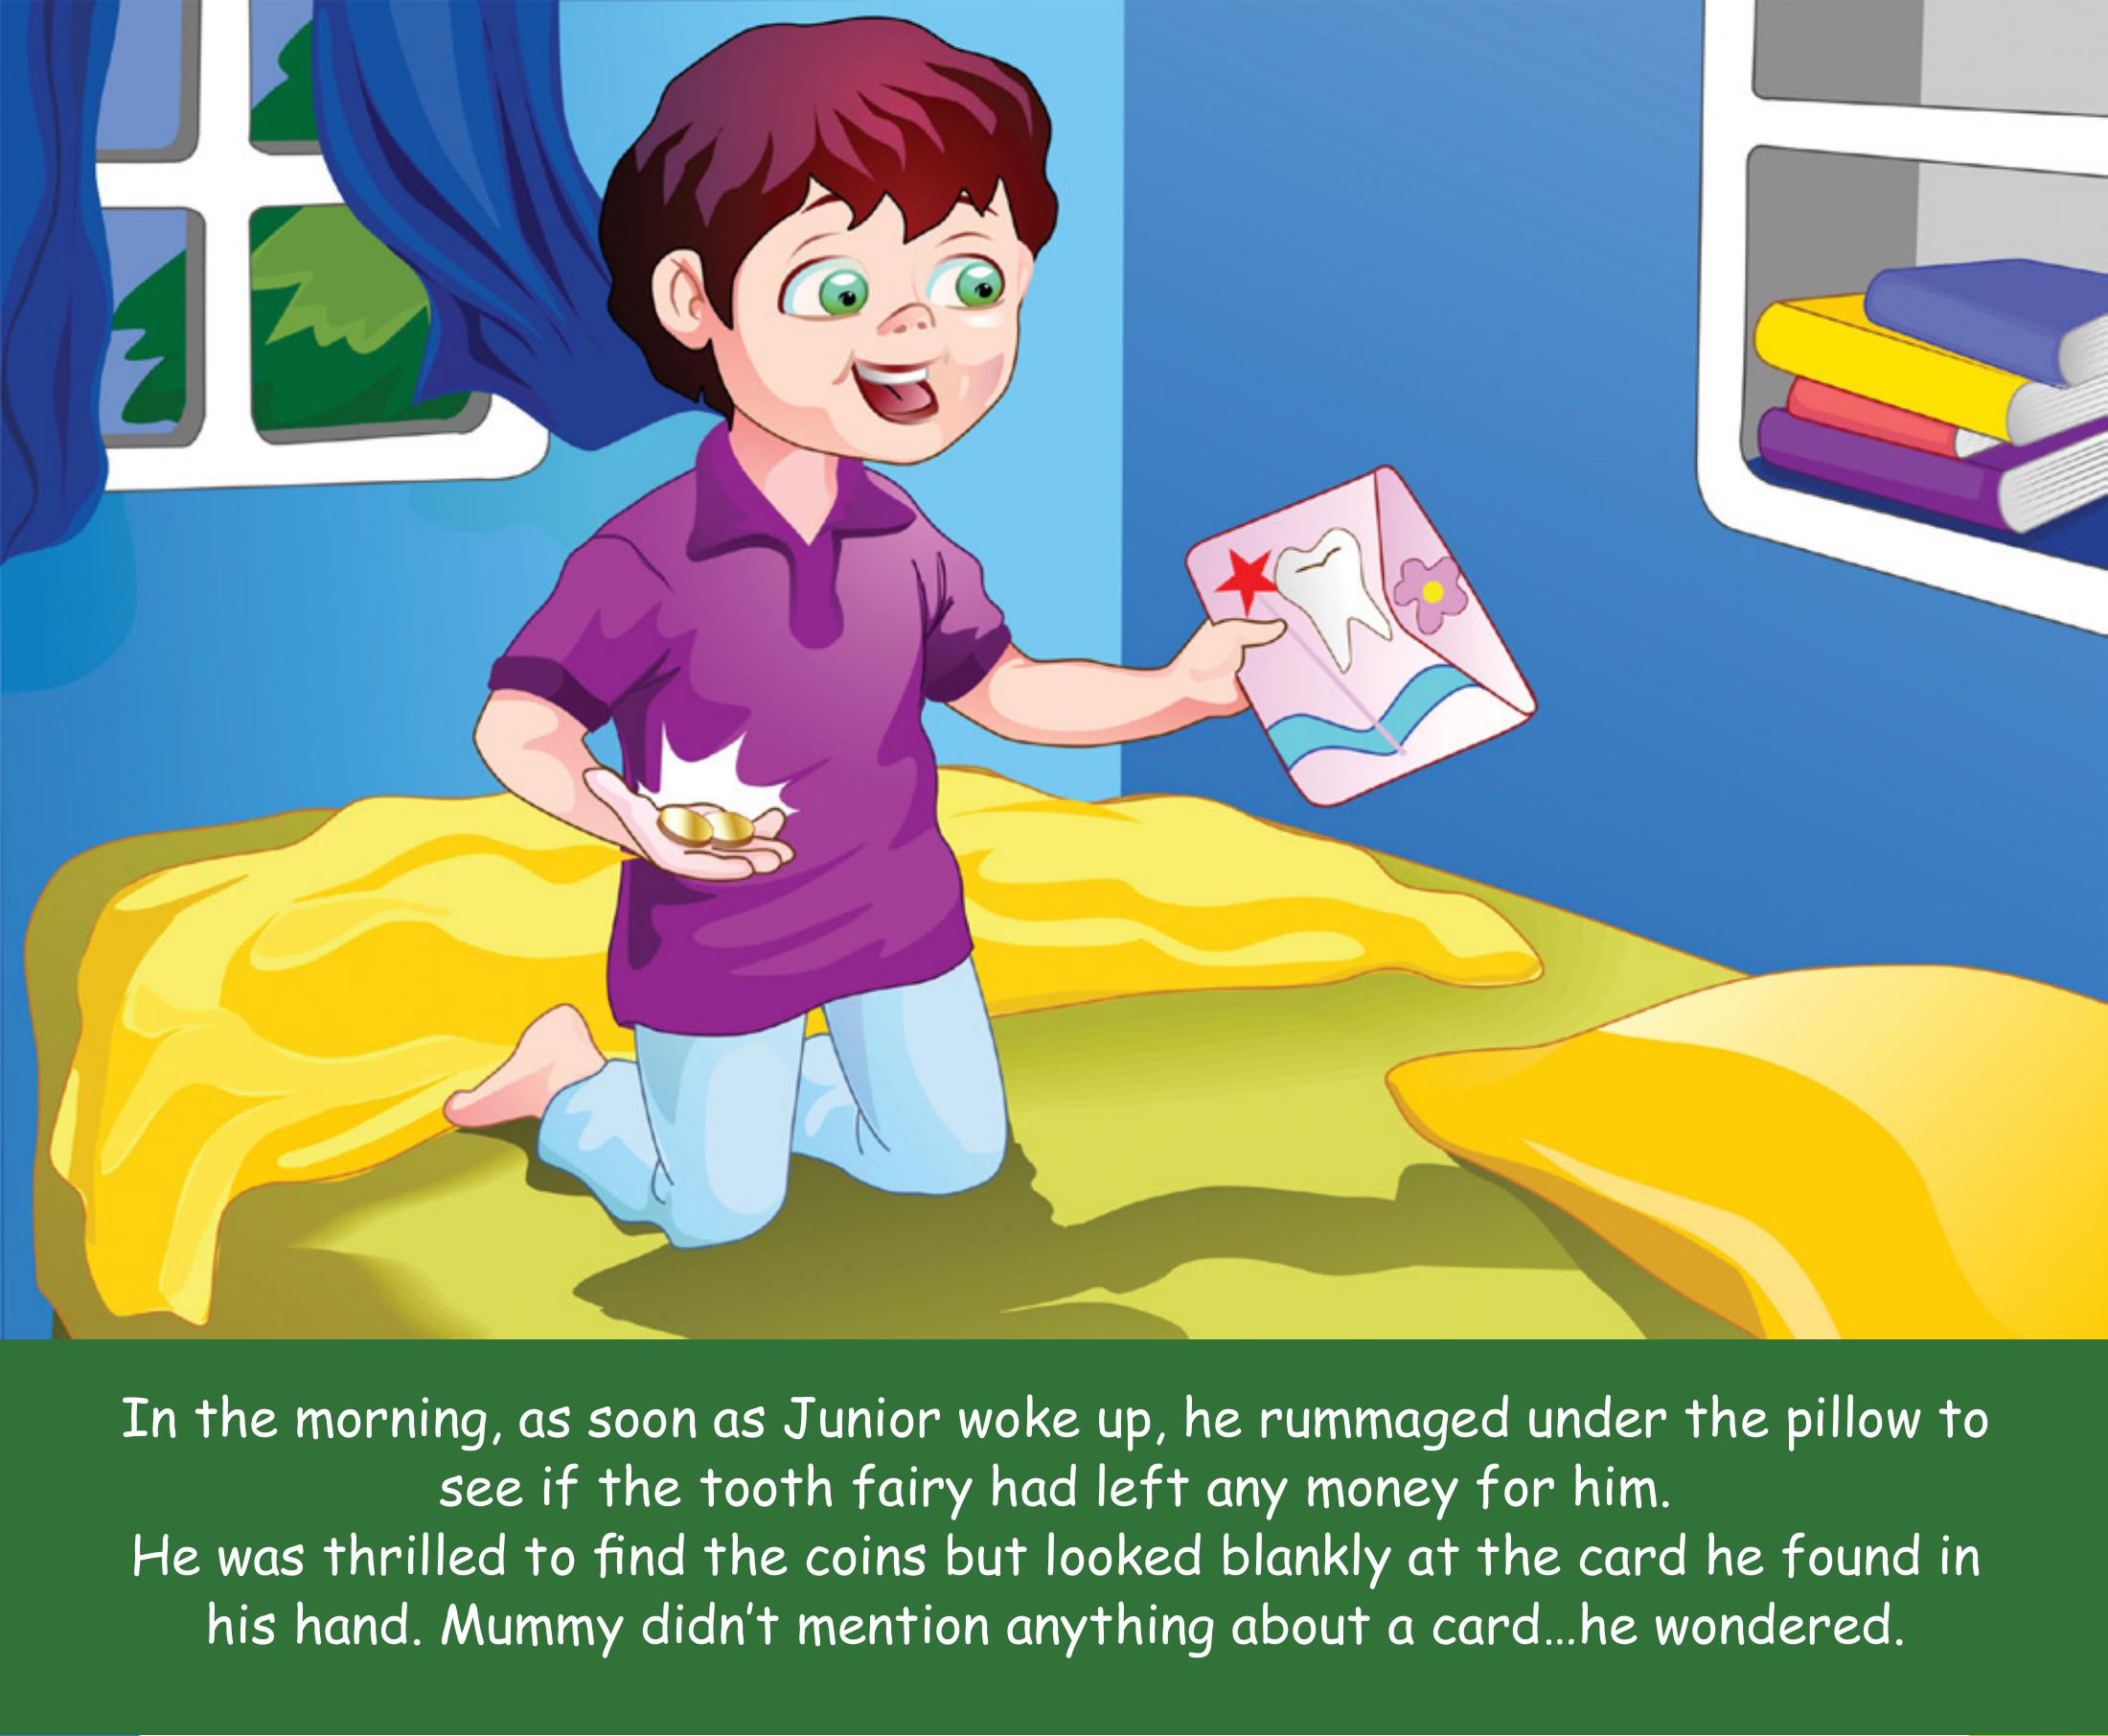 In the morning, as soon as Junior woke up, he rummaged under the pillow to
see if the tooth fairy had left any money for him.
He was thrilled to find the coins but looked blankly at the card he found in
his hand. Mummy didn't mention anything about a card...he wondered.